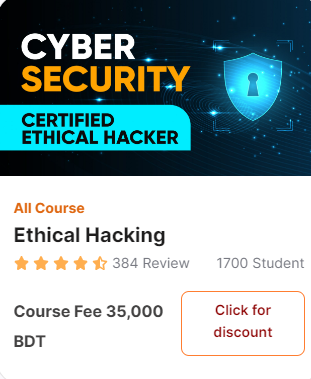 CYBER
SECURITY
CERTIFIED
ETHICAL HACKER
All Course
Ethical Hacking
384 Review 1700 Student
Course Fee 35,000
BDT
Click for
discount